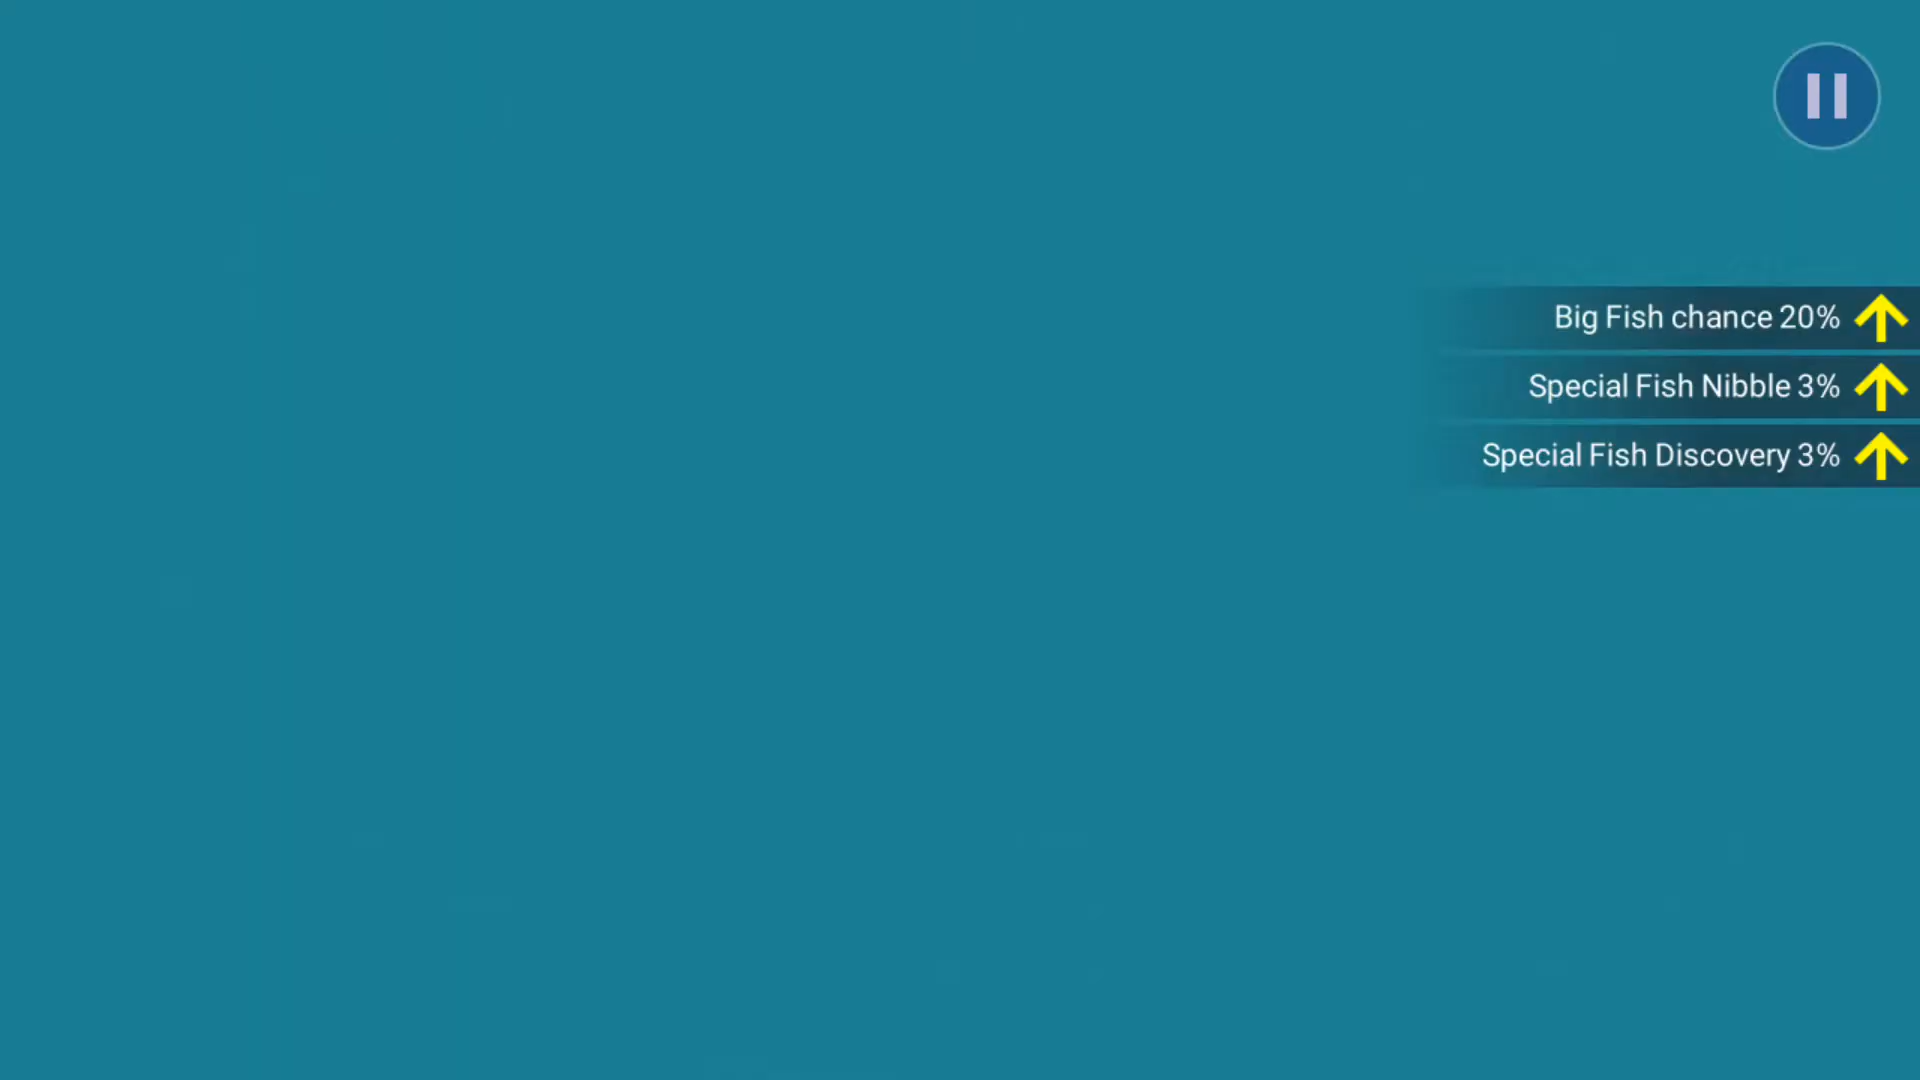 Big Fish chance 20%
Special Fish Nibble 3%
Special Fish Discovery 3%